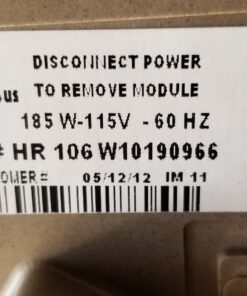 DISCONNECT POWER
us TO REMOVE MODULE
185 W-115V - 60 HZ
# HR 106 W10190966
OMER# 05/12/12 IM 11